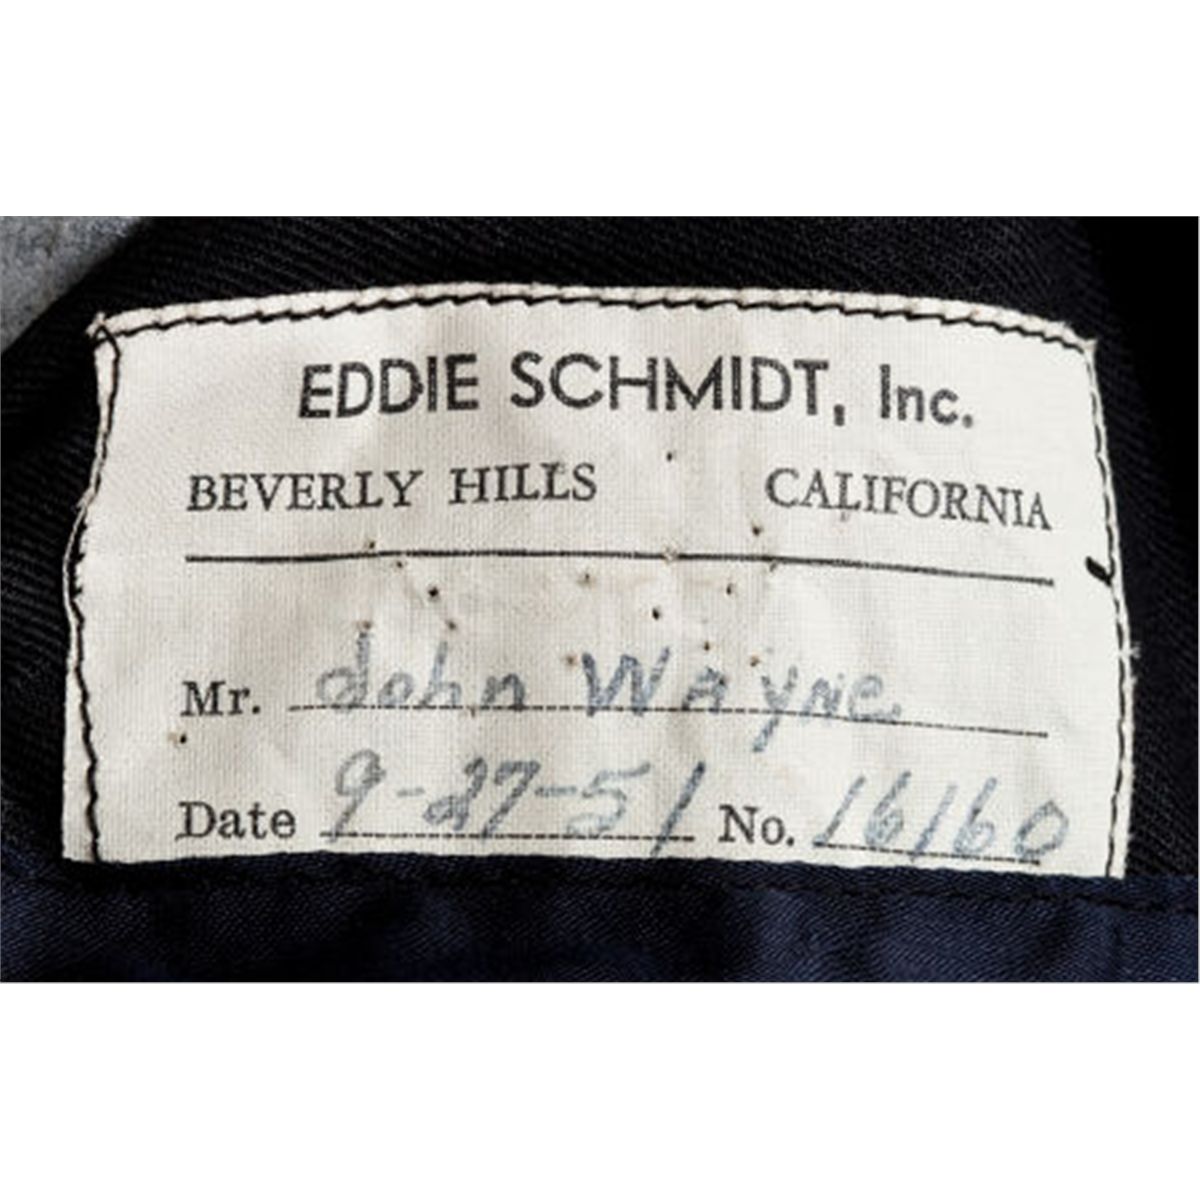 EDDIE SCHMIDT, Inc.
BEVERLY HILLS CALIFORNIA
Mr. John Wayne
Date 9-27-51 No. 16160